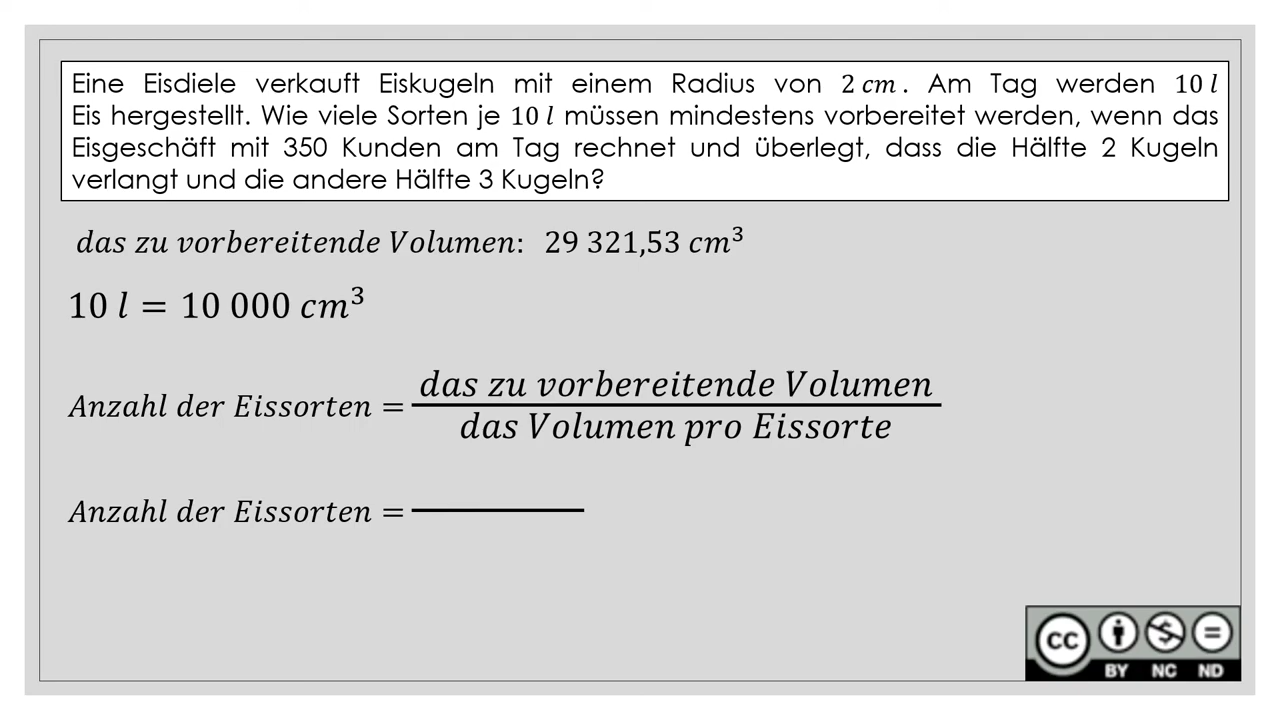 Eine Eisdiele verkauft Eiskugeln mit einem Radius von 2 cm. Am Tag werden 10 l
Eis hergestellt. Wie viele Sorten je 10 l müssen mindestens vorbereitet werden, wenn das
Eisgeschäft mit 350 Kunden am Tag rechnet und überlegt, dass die Hälfte 2 Kugeln
verlangt und die andere Hälfte 3 Kugeln?
das zu vorbereitende Volumen: 29 321,53 cm³
10 l = 10 000 cm³
das zu vorbereitende Volumen
Anzahl der Eissorten =
das Volumen pro Eissorte
Anzahl der Eissorten =
cc
BY NC ND